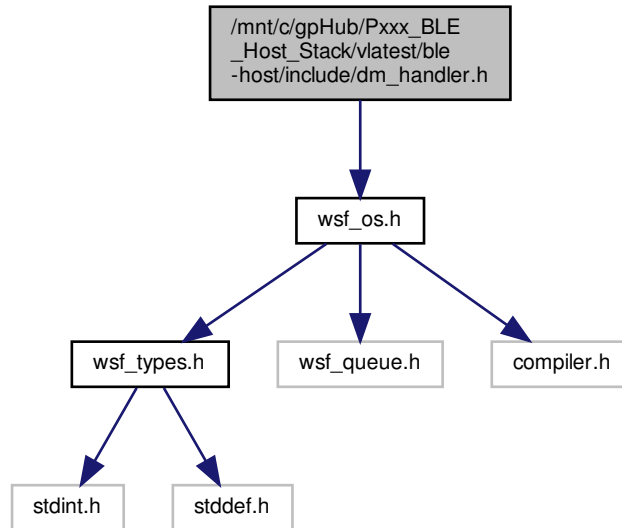 /mnt/c/gpHub/Pxxx_BLE
_Host_Stack/vlatest/ble
-host/include/dm_handler.h
wsf_os.h
wsf_types.h
wsf_queue.h
compiler.h
stdint.h
stddef.h